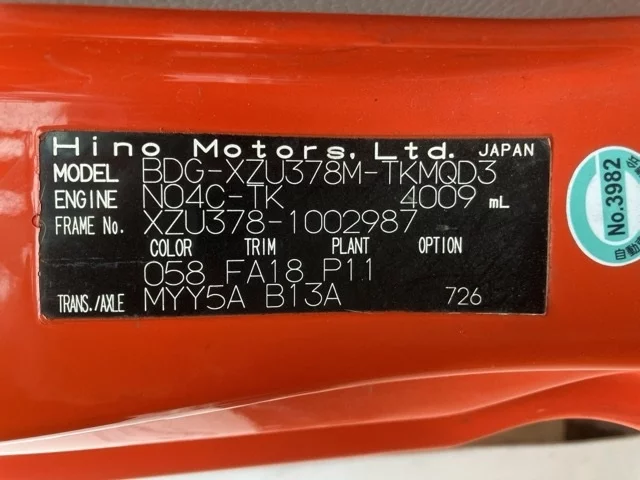 Hino Motors, Ltd. JAPAN
MODEL BDG-XZU378M-TKMQD3
ENGINE N04C-TK 4009 mL
FRAME No. XZU378-1002987
COLOR TRIM PLANT OPTION
058 FA18 P11
TRANS./AXLE MYY5A B13A 726
No.3982